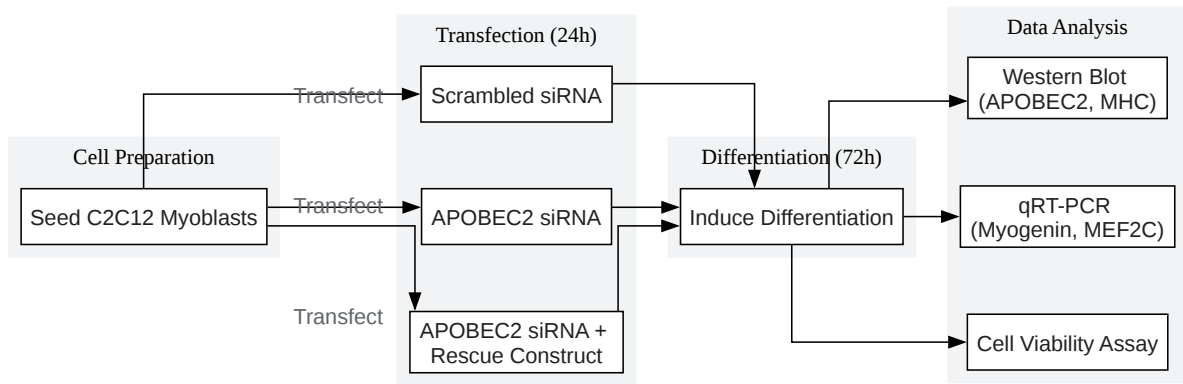 Cell Preparation
Seed C2C12 Myoblasts
Transfect
Transfect
Transfect
Transfection (24h)
Scrambled siRNA
APOBEC2 siRNA
APOBEC2 siRNA +
Rescue Construct
Differentiation (72h)
Induce Differentiation
Data Analysis
Western Blot
(APOBEC2, MHC)
qRT-PCR
(Myogenin, MEF2C)
Cell Viability Assay